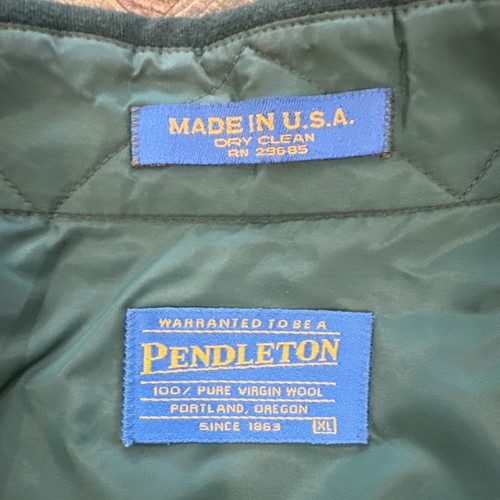 MADE IN U.S.A.
DRY CLEAN
RN 29685
WARRANTED TO BE A
PENDLETON
100% PURE VIRGIN WOOL
PORTLAND, OREGON
SINCE 1863 XL